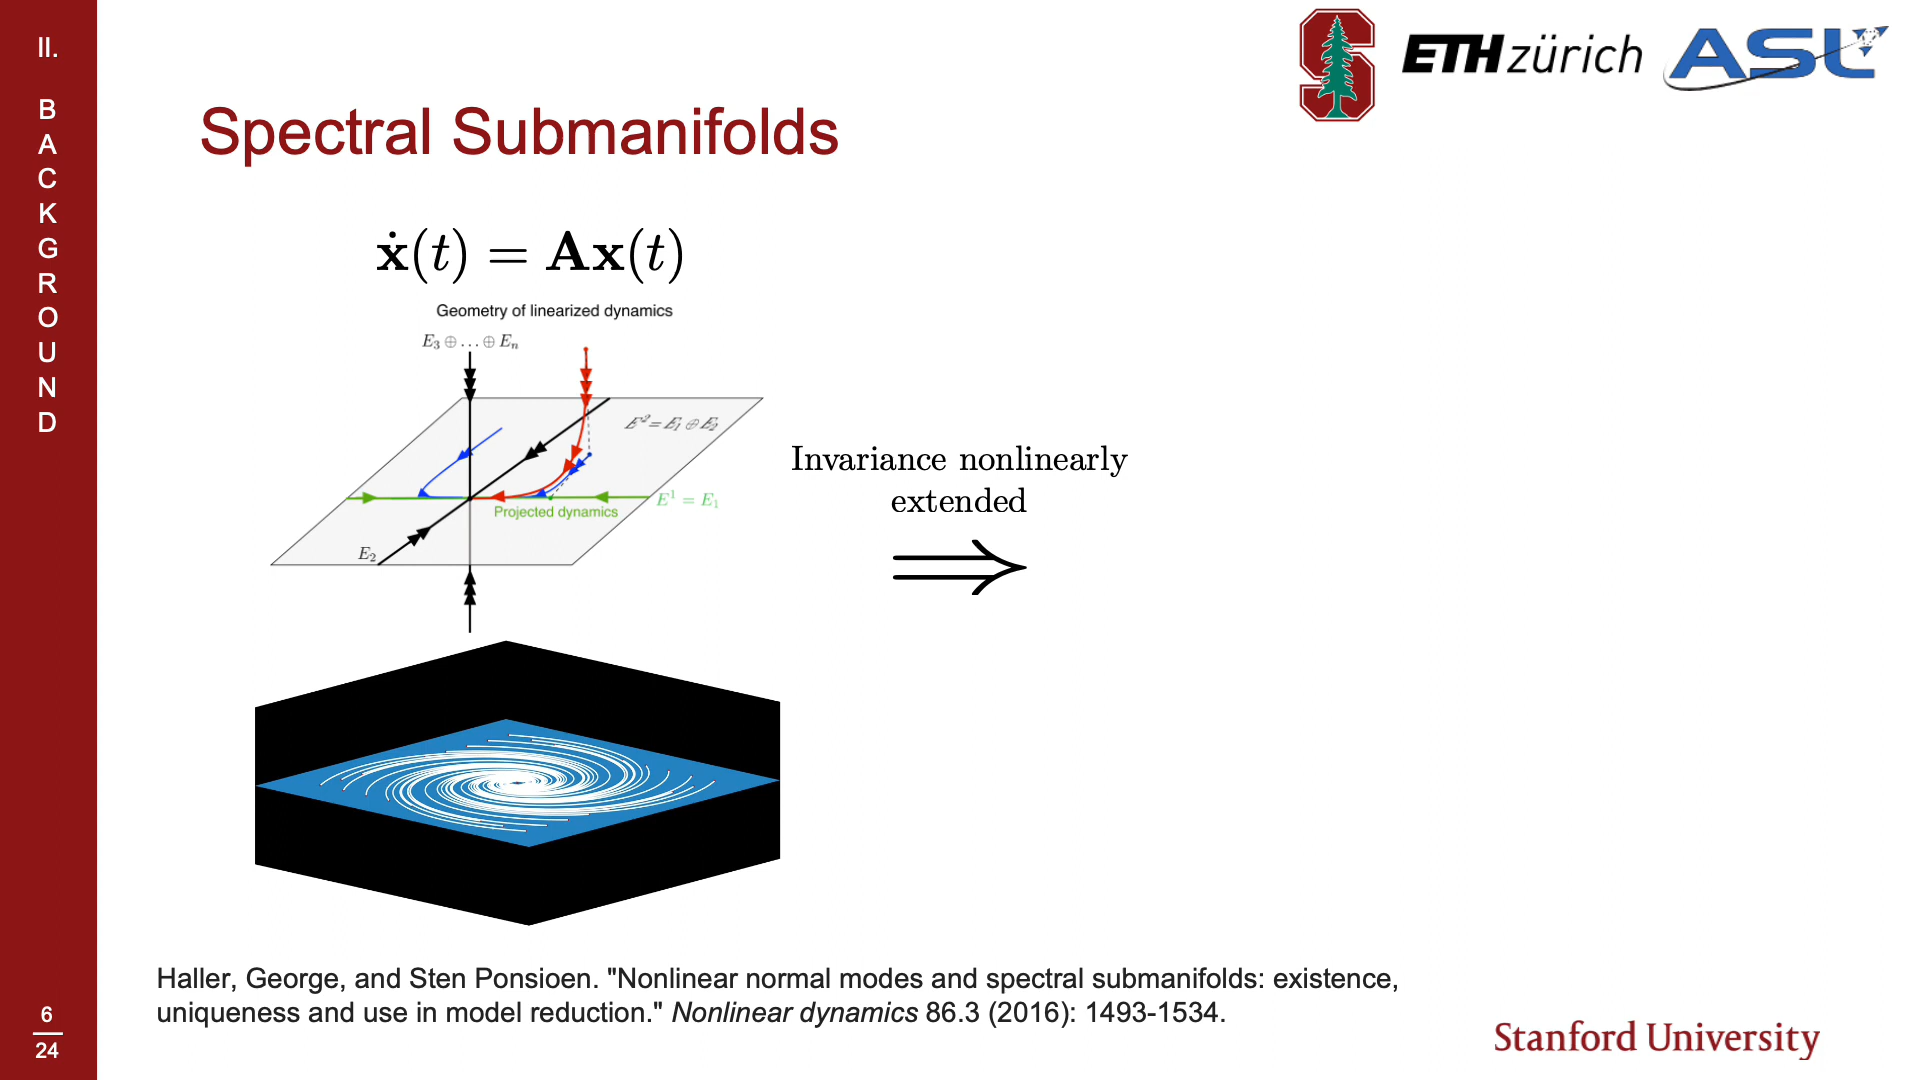 II.
B
A
C
K
G
R
O
U
N
D
6
24
ETH zürich
ASL
Spectral Submanifolds
ẋ(t) = Ax(t)
Geometry of linearized dynamics
E₃ ⊕ … ⊕ Eₙ
E² = E₁ ⊕ E₂
E¹ = E₁
Projected dynamics
E₂
Invariance nonlinearly
extended
⟹
Haller, George, and Sten Ponsioen. "Nonlinear normal modes and spectral submanifolds: existence,
uniqueness and use in model reduction." Nonlinear dynamics 86.3 (2016): 1493-1534.
Stanford University